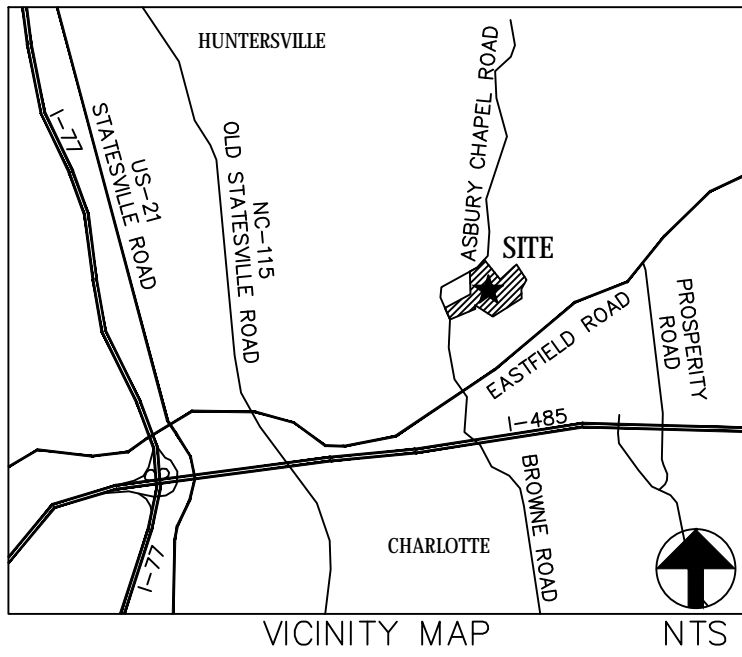 HUNTERSVILLE
I-77
US-21
STATESVILLE ROAD
NC-115
OLD STATESVILLE ROAD
ASBURY CHAPEL ROAD
SITE
EASTFIELD ROAD
PROSPERITY
ROAD
I-485
BROWNE ROAD
CHARLOTTE
I-77
VICINITY MAP
NTS